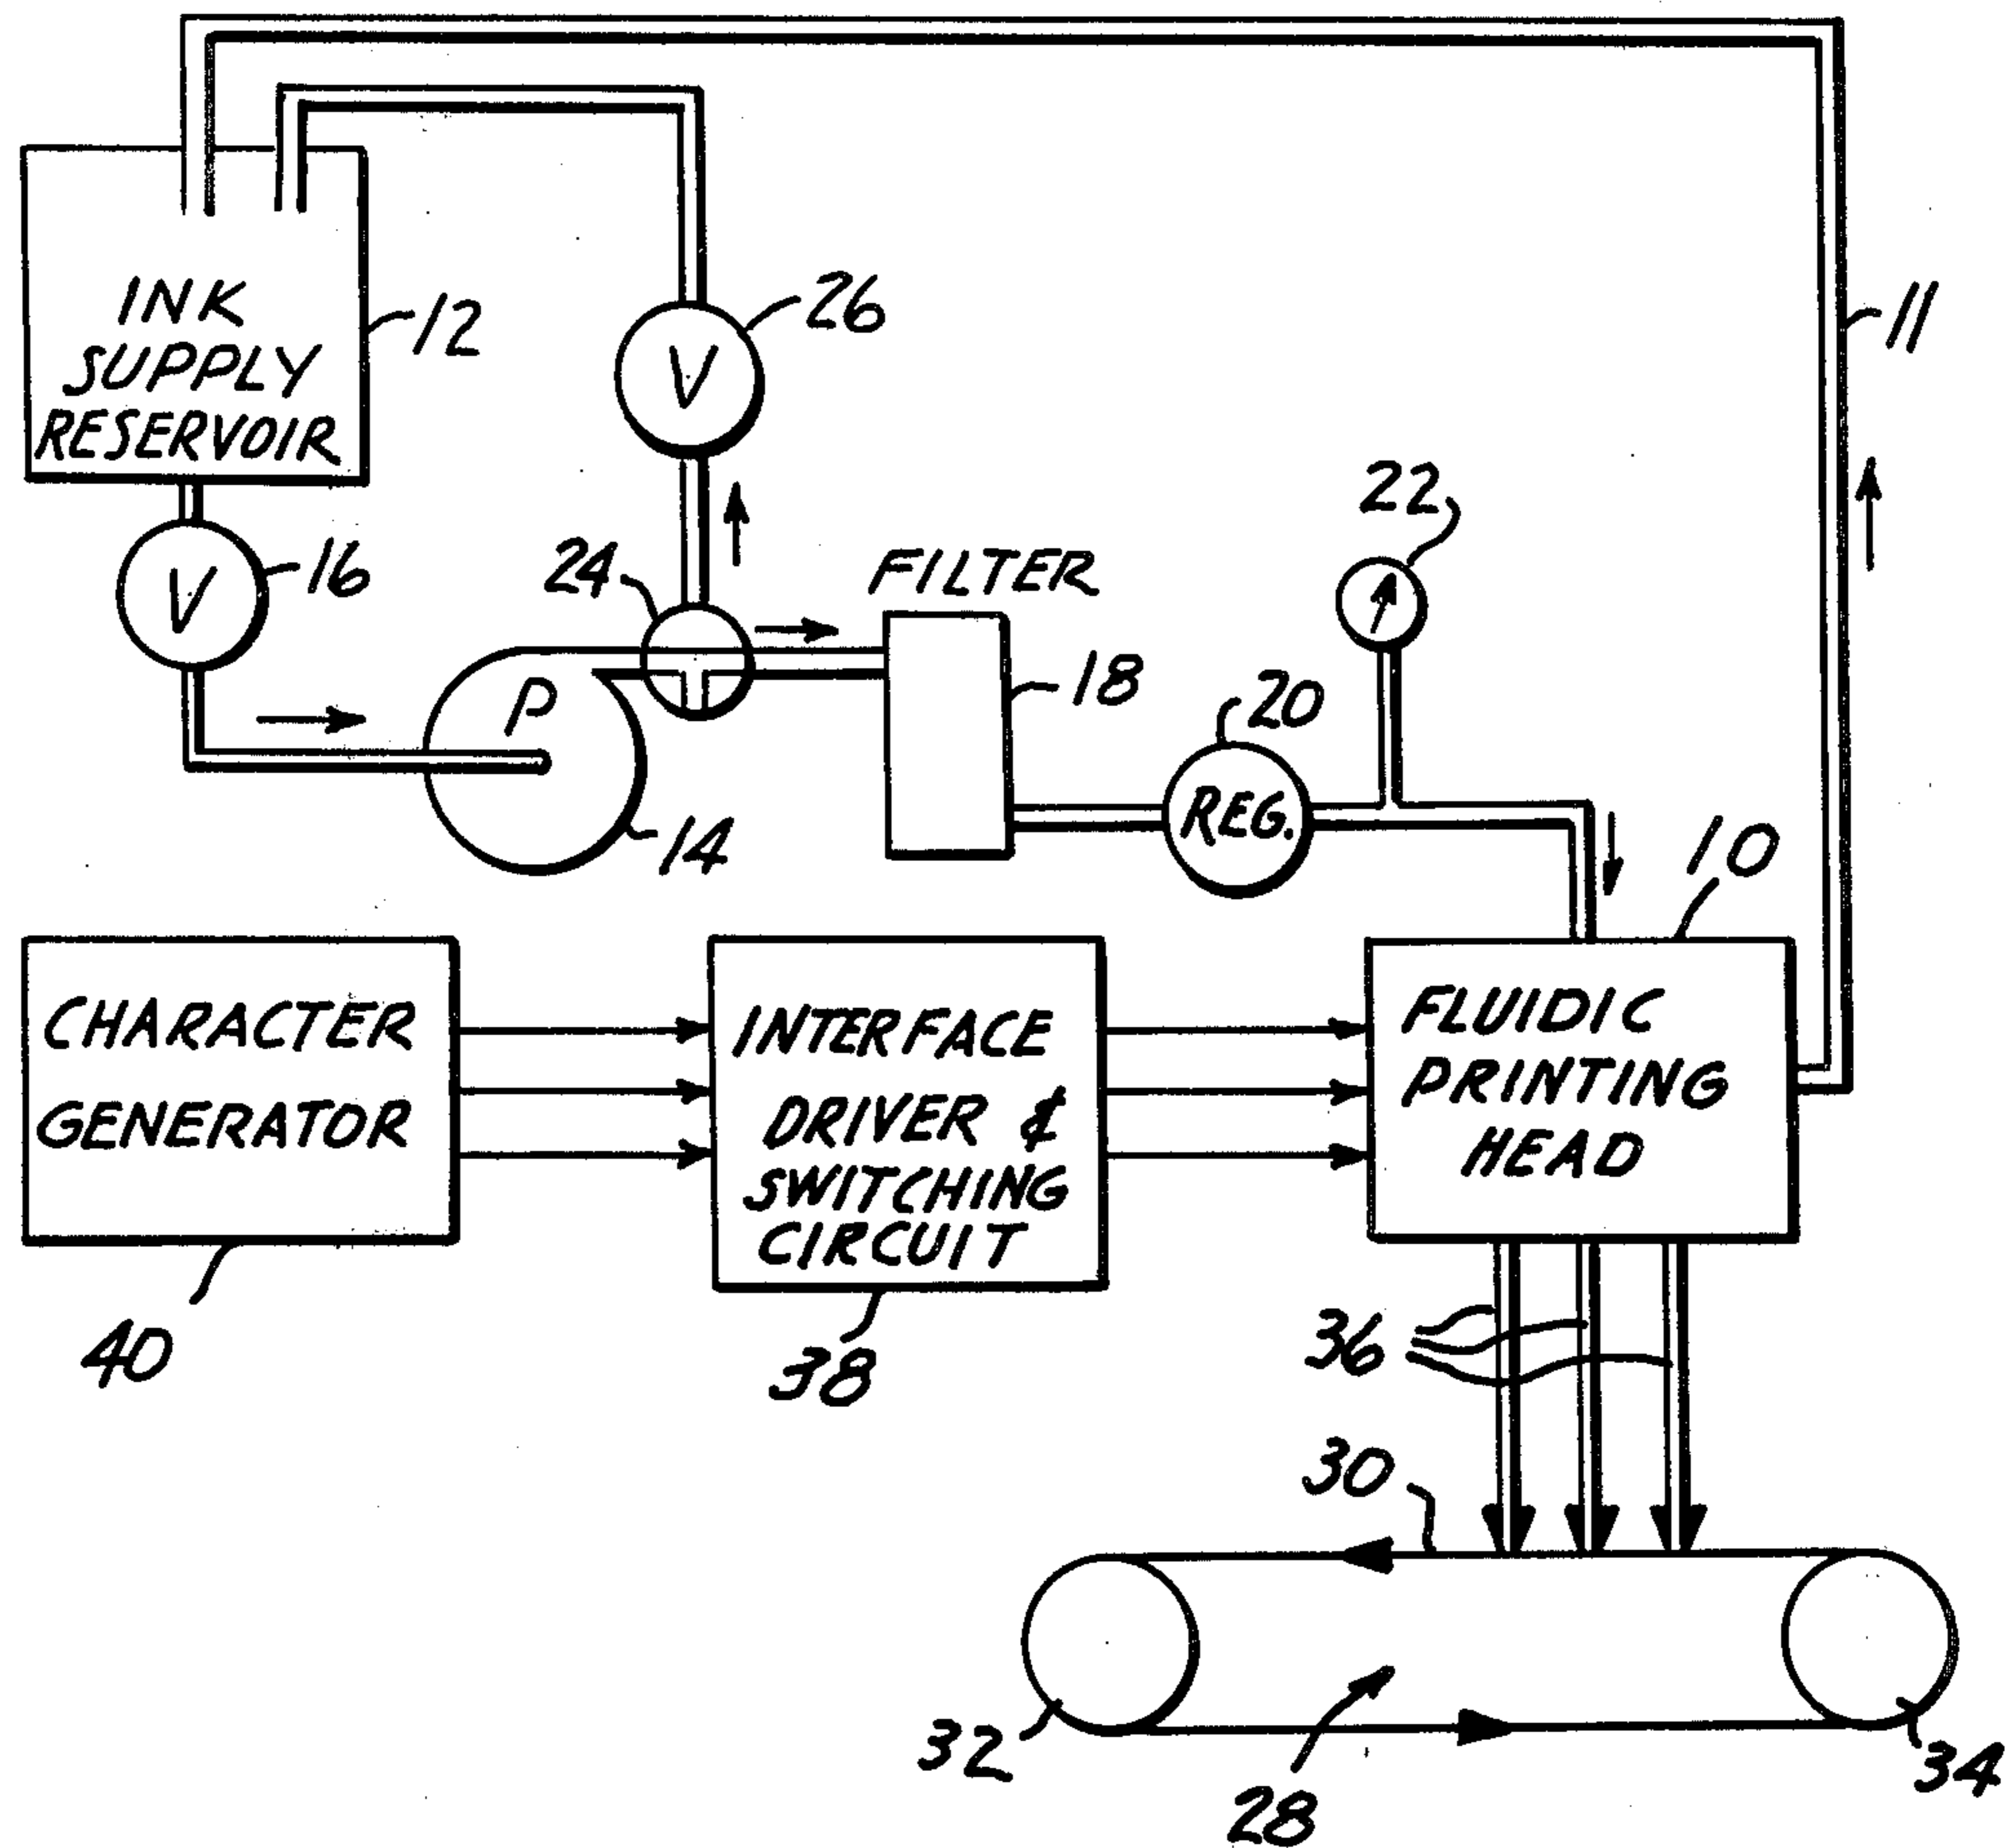 INK
SUPPLY
RESERVOIR
12
11
26
V
22
16
V
24
FILTER
18
20
P
REG.
14
10
CHARACTER
GENERATOR
INTERFACE
DRIVER &
SWITCHING
CIRCUIT
FLUIDIC
PRINTING
HEAD
40
38
36
30
32
28
34